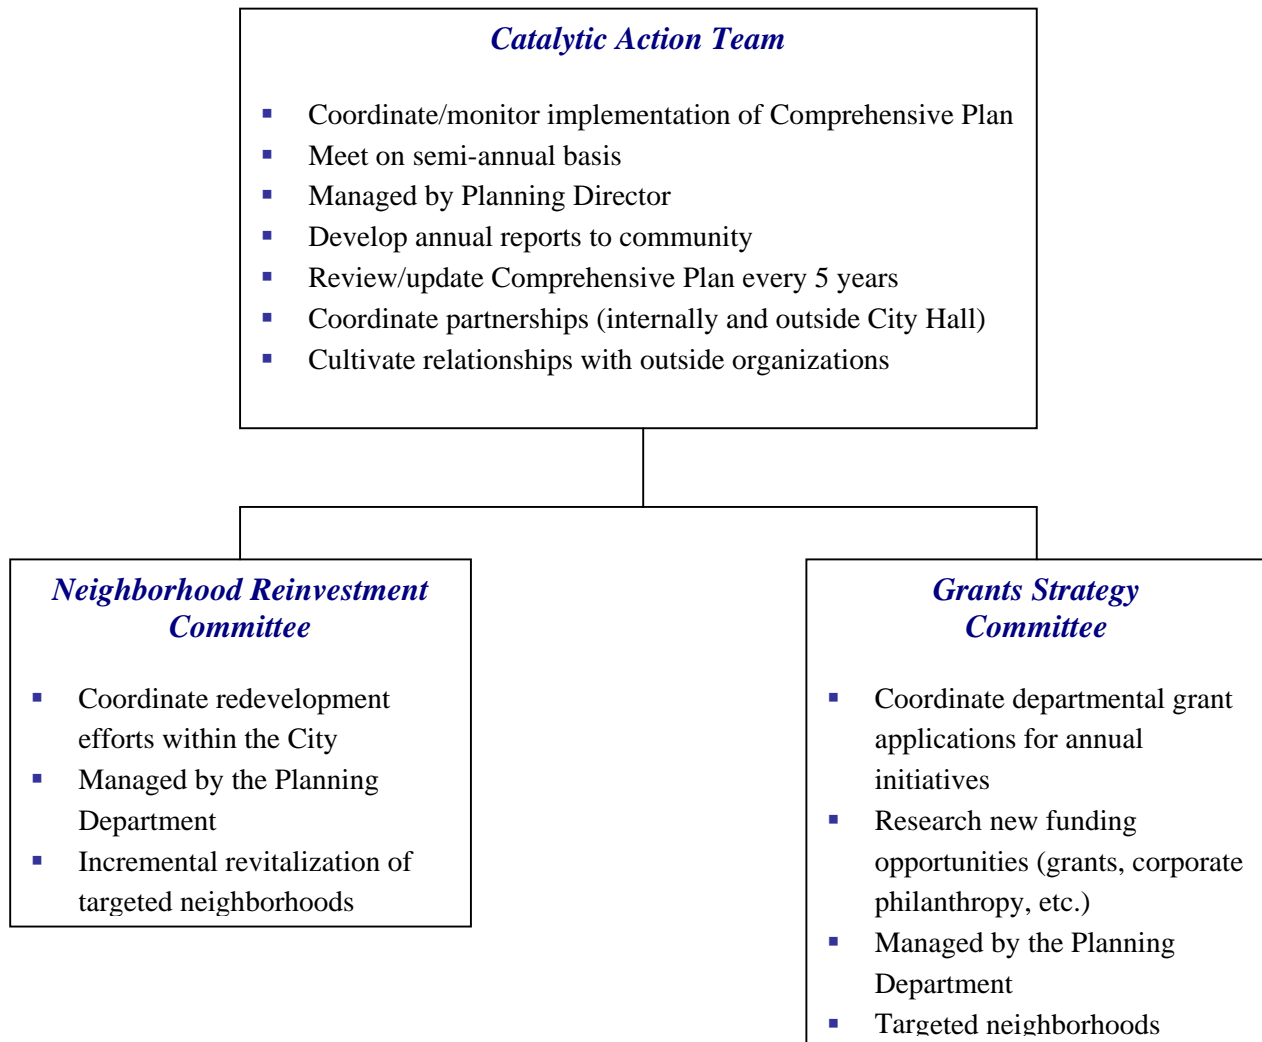 Catalytic Action Team
▪ Coordinate/monitor implementation of Comprehensive Plan
▪ Meet on semi-annual basis
▪ Managed by Planning Director
▪ Develop annual reports to community
▪ Review/update Comprehensive Plan every 5 years
▪ Coordinate partnerships (internally and outside City Hall)
▪ Cultivate relationships with outside organizations
Neighborhood Reinvestment
Committee
▪ Coordinate redevelopment
efforts within the City
▪ Managed by the Planning
Department
▪ Incremental revitalization of
targeted neighborhoods
Grants Strategy
Committee
▪ Coordinate departmental grant
applications for annual
initiatives
▪ Research new funding
opportunities (grants, corporate
philanthropy, etc.)
▪ Managed by the Planning
Department
▪ Targeted neighborhoods